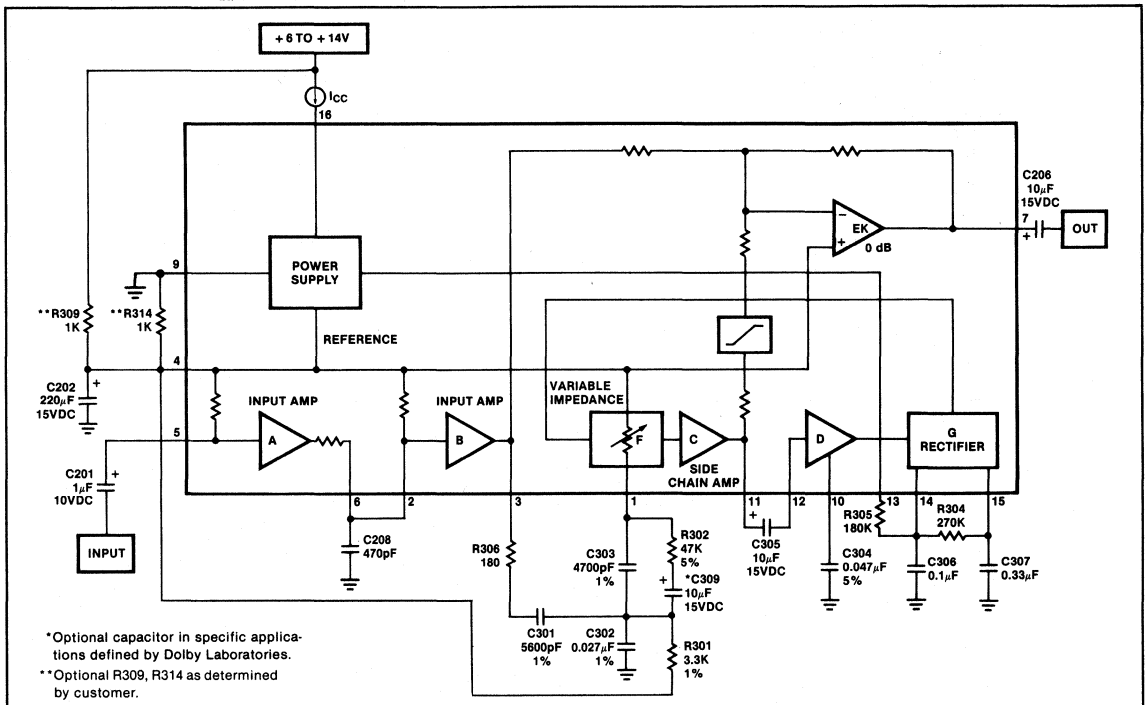 + 6 TO + 14V
ICC
16
C206
10μF
15VDC
7
+
OUT
−
EK
+
0 dB
9
POWER
SUPPLY
**R309
1K
**R314
1K
REFERENCE
4
C202
220μF
15VDC
+
INPUT AMP
A
INPUT AMP
B
VARIABLE
IMPEDANCE
F
C
SIDE
CHAIN AMP
D
G
RECTIFIER
5
C201
1μF
10VDC
+
INPUT
6
2
3
1
11
12
10
13
14
15
C208
470pF
R306
180
C303
4700pF
1%
R302
47K
5%
+
*C309
10μF
15VDC
+
C305
10μF
15VDC
R305
180K
R304
270K
C304
0.047μF
5%
C306
0.1μF
C307
0.33μF
C301
5600pF
1%
C302
0.027μF
1%
R301
3.3K
1%
*Optional capacitor in specific applica-
tions defined by Dolby Laboratories.
**Optional R309, R314 as determined
by customer.